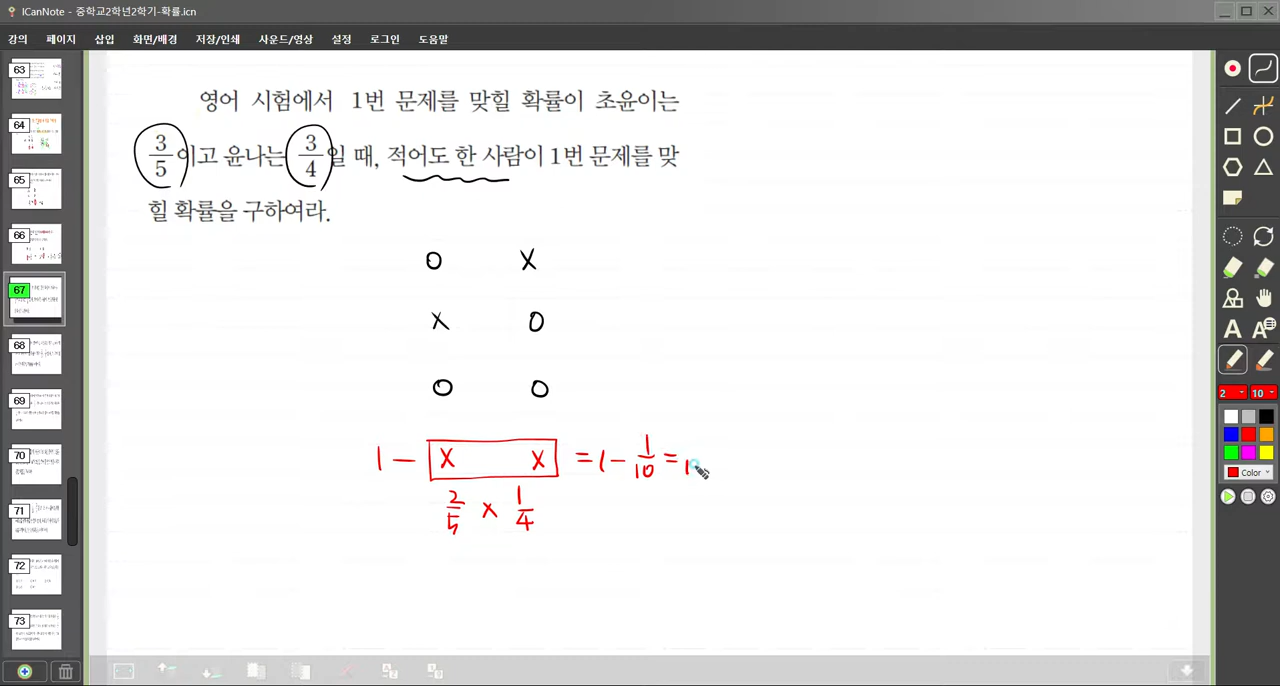 ICanNote - 중학교2학년2학기-확률.icn
강의 페이지 삽입 화면/배경 저장/인쇄 사운드/영상 설정 로그인 도움말
63
64
65
66
67
68
69
70
71
72
73
영어 시험에서 1번 문제를 맞힐 확률이 초윤이는
3/5이고 윤나는 3/4일 때, 적어도 한 사람이 1번 문제를 맞
힐 확률을 구하여라.
O X
X O
O O
1 - X X = 1 - 1/10 = 1
2/5 × 1/4
A A
2 10
Color